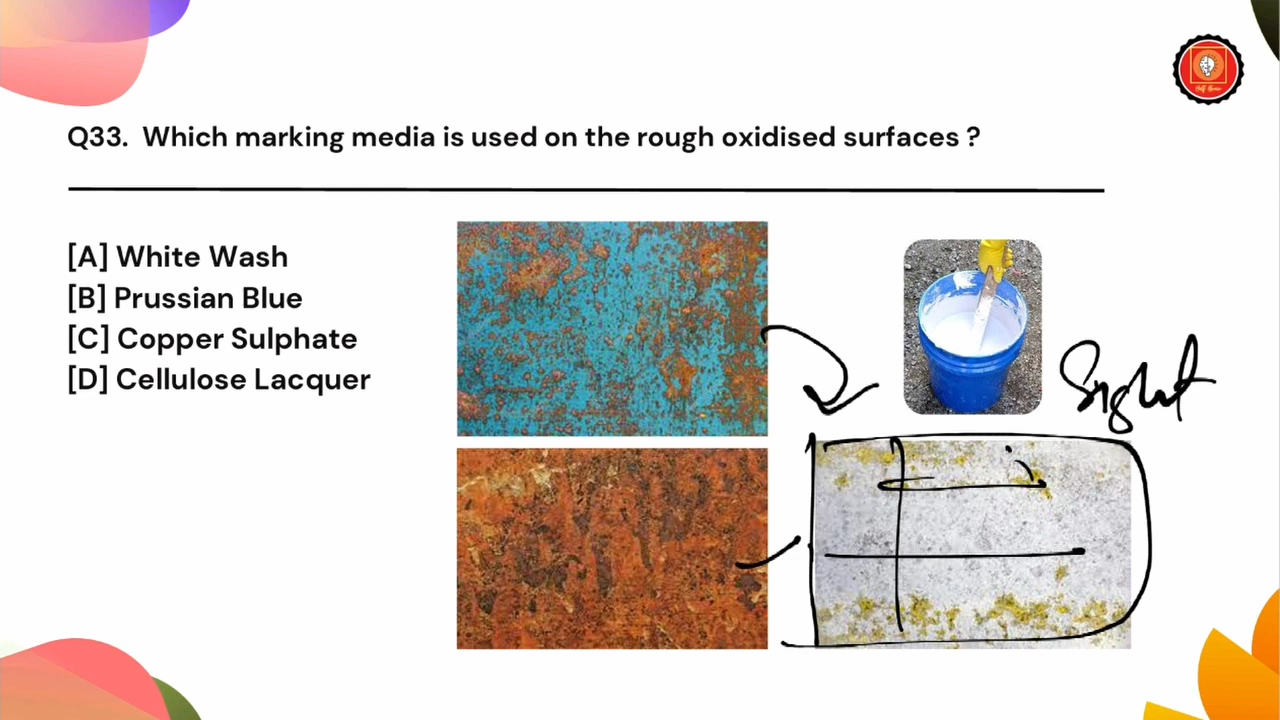 Q33. Which marking media is used on the rough oxidised surfaces ?
[A] White Wash
[B] Prussian Blue
[C] Copper Sulphate
[D] Cellulose Lacquer
Sight